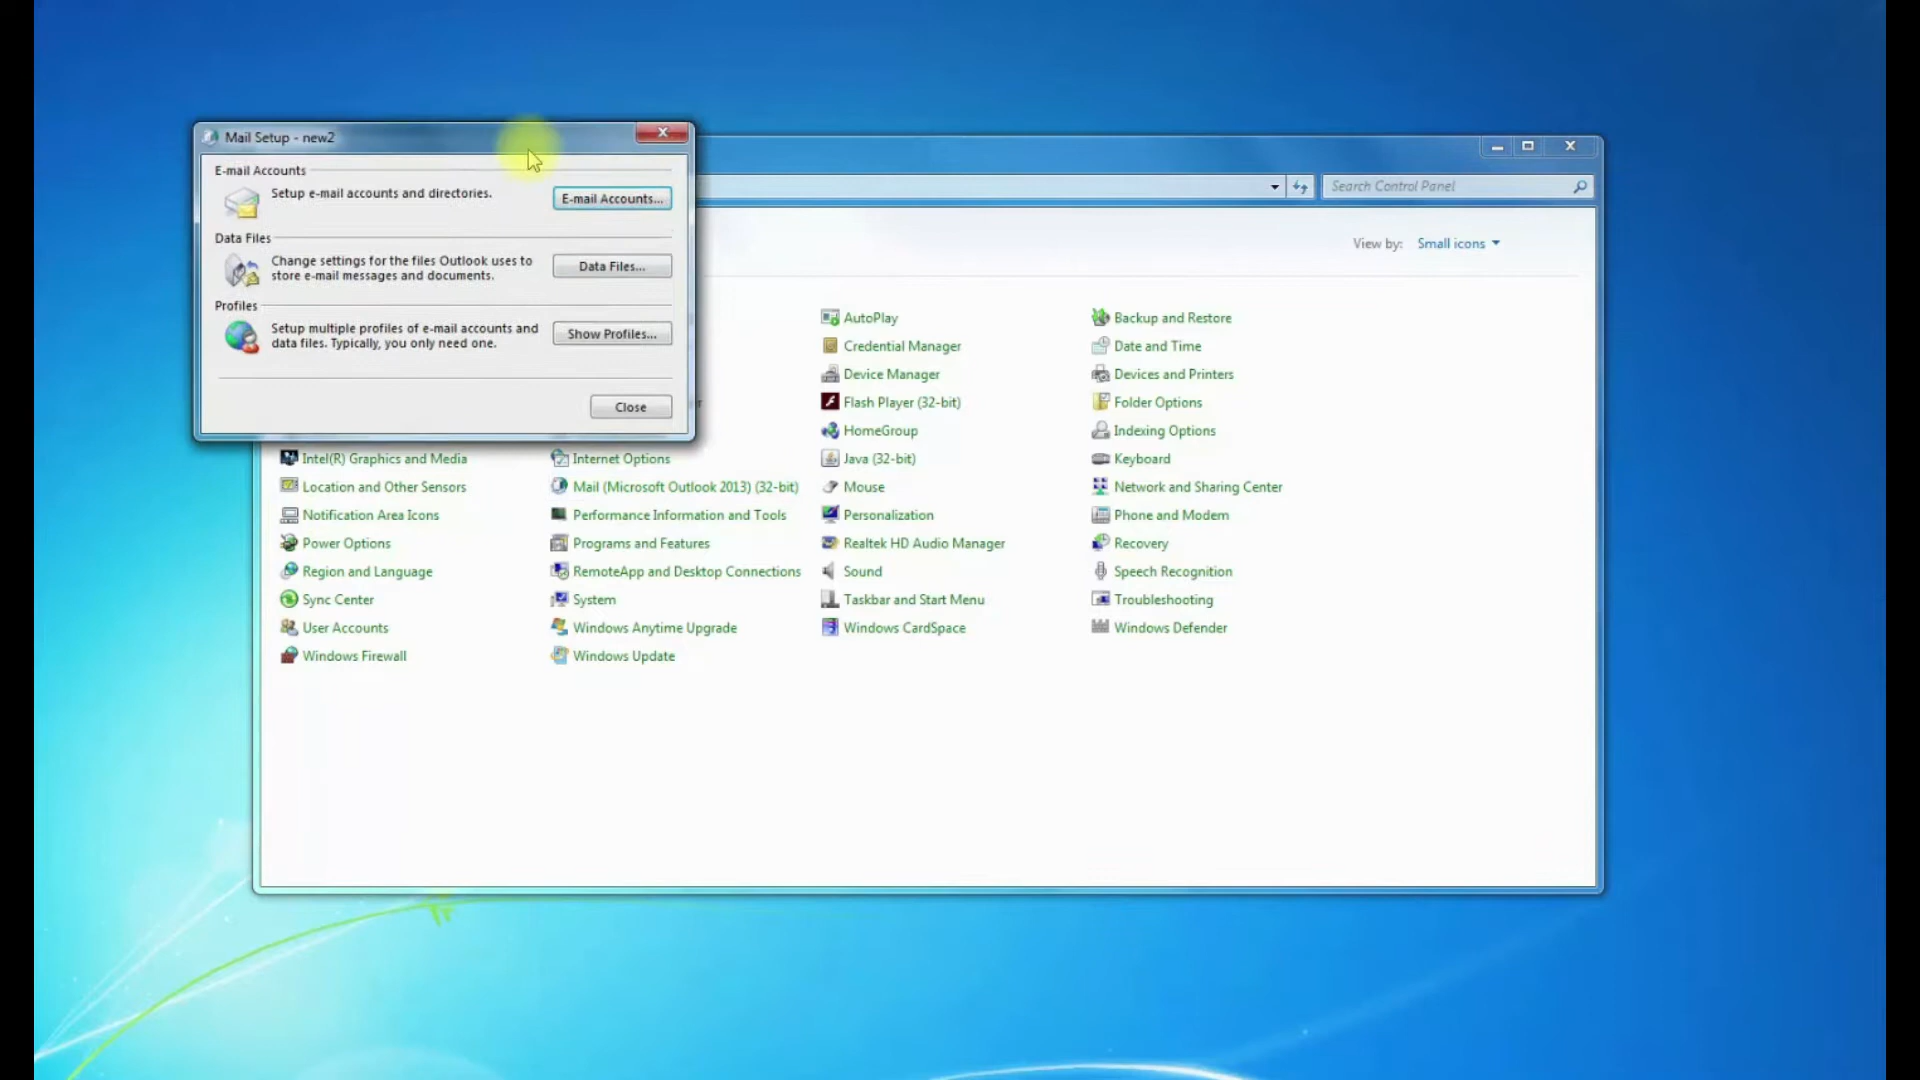 Mail Setup - new2
E-mail Accounts
Setup e-mail accounts and directories.
E-mail Accounts...
Data Files
Change settings for the files Outlook uses to
store e-mail messages and documents.
Data Files...
Profiles
Setup multiple profiles of e-mail accounts and
data files. Typically, you only need one.
Show Profiles...
Close
Search Control Panel
View by: Small icons
AutoPlay
Backup and Restore
Credential Manager
Date and Time
Device Manager
Devices and Printers
Flash Player (32-bit)
Folder Options
HomeGroup
Indexing Options
Intel(R) Graphics and Media
Internet Options
Java (32-bit)
Keyboard
Location and Other Sensors
Mail (Microsoft Outlook 2013) (32-bit)
Mouse
Network and Sharing Center
Notification Area Icons
Performance Information and Tools
Personalization
Phone and Modem
Power Options
Programs and Features
Realtek HD Audio Manager
Recovery
Region and Language
RemoteApp and Desktop Connections
Sound
Speech Recognition
Sync Center
System
Taskbar and Start Menu
Troubleshooting
User Accounts
Windows Anytime Upgrade
Windows CardSpace
Windows Defender
Windows Firewall
Windows Update